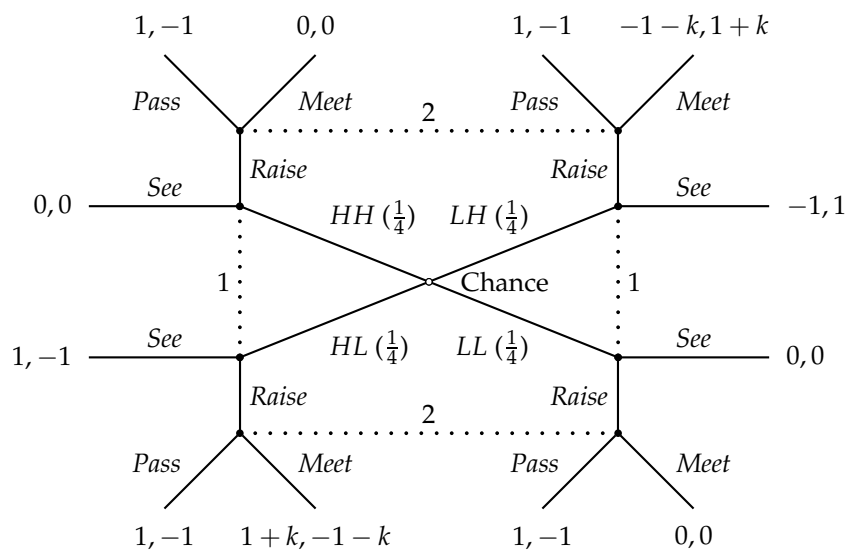 1, −1 0, 0 1, −1 −1 − k, 1 + k
Pass Meet Pass Meet
2
Raise Raise
See See
0, 0 −1, 1
HH (1/4) LH (1/4)
1 Chance 1
HL (1/4) LL (1/4)
See See
1, −1 0, 0
Raise Raise
2
Pass Meet Pass Meet
1, −1 1 + k, −1 − k 1, −1 0, 0